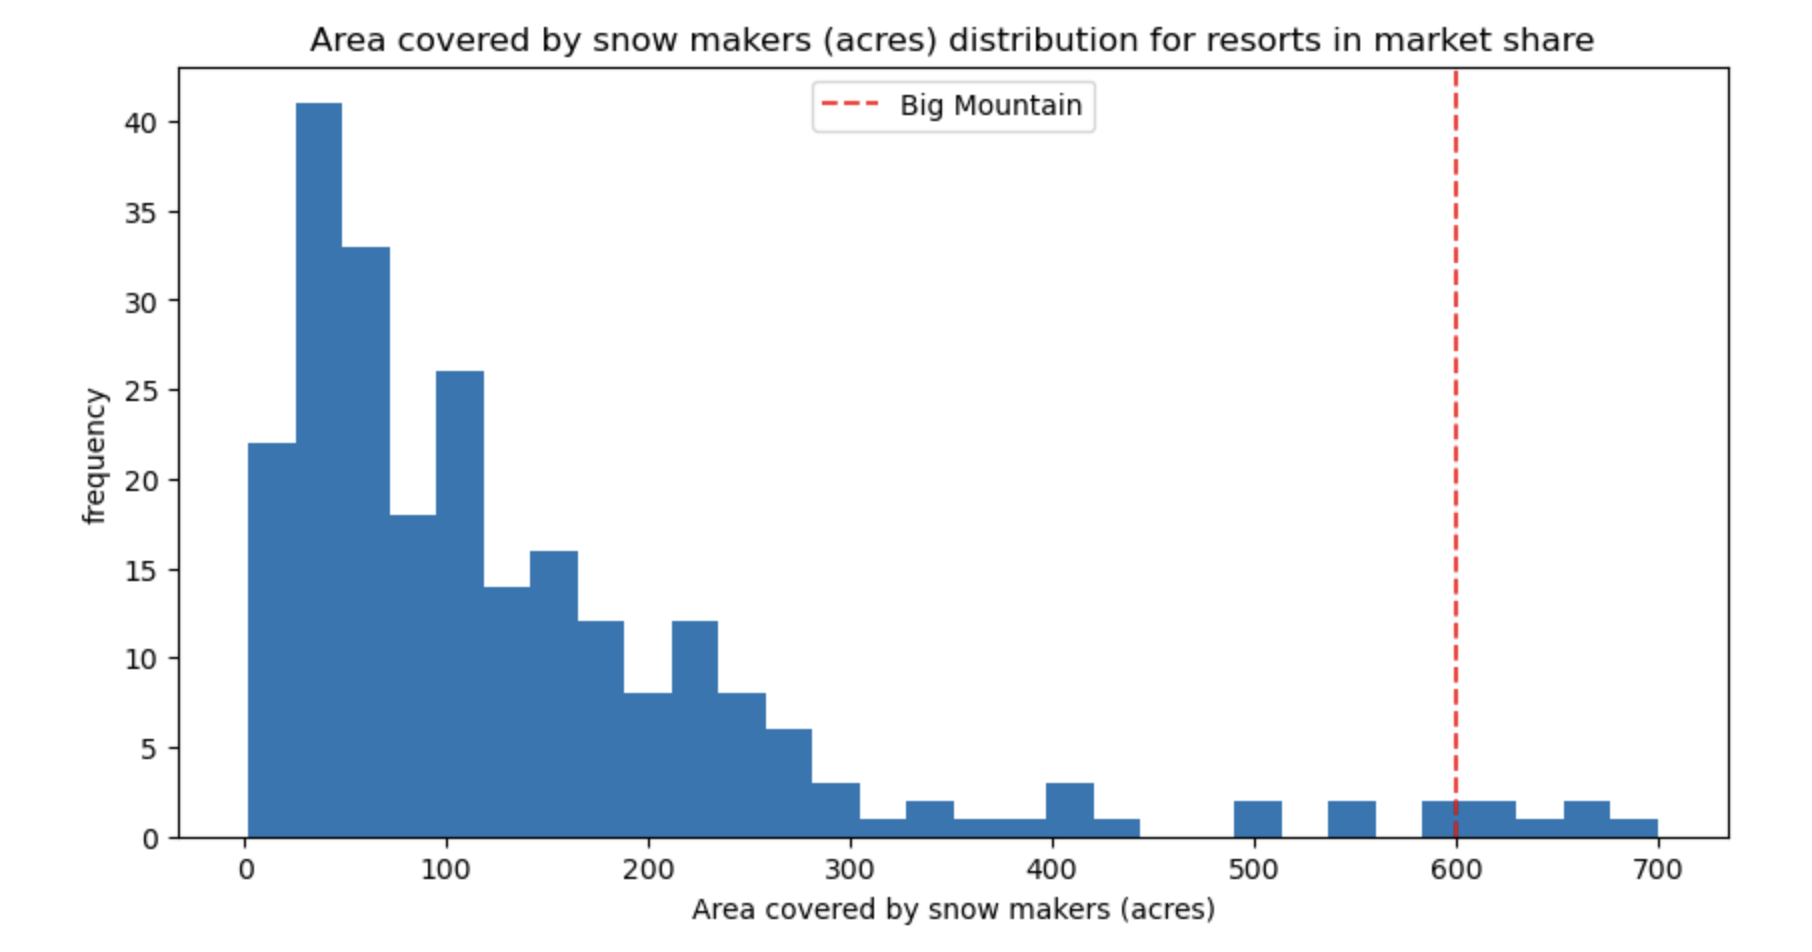 Area covered by snow makers (acres) distribution for resorts in market share
Big Mountain
40
35
30
25
20
15
10
5
0
frequency
0 100 200 300 400 500 600 700
Area covered by snow makers (acres)